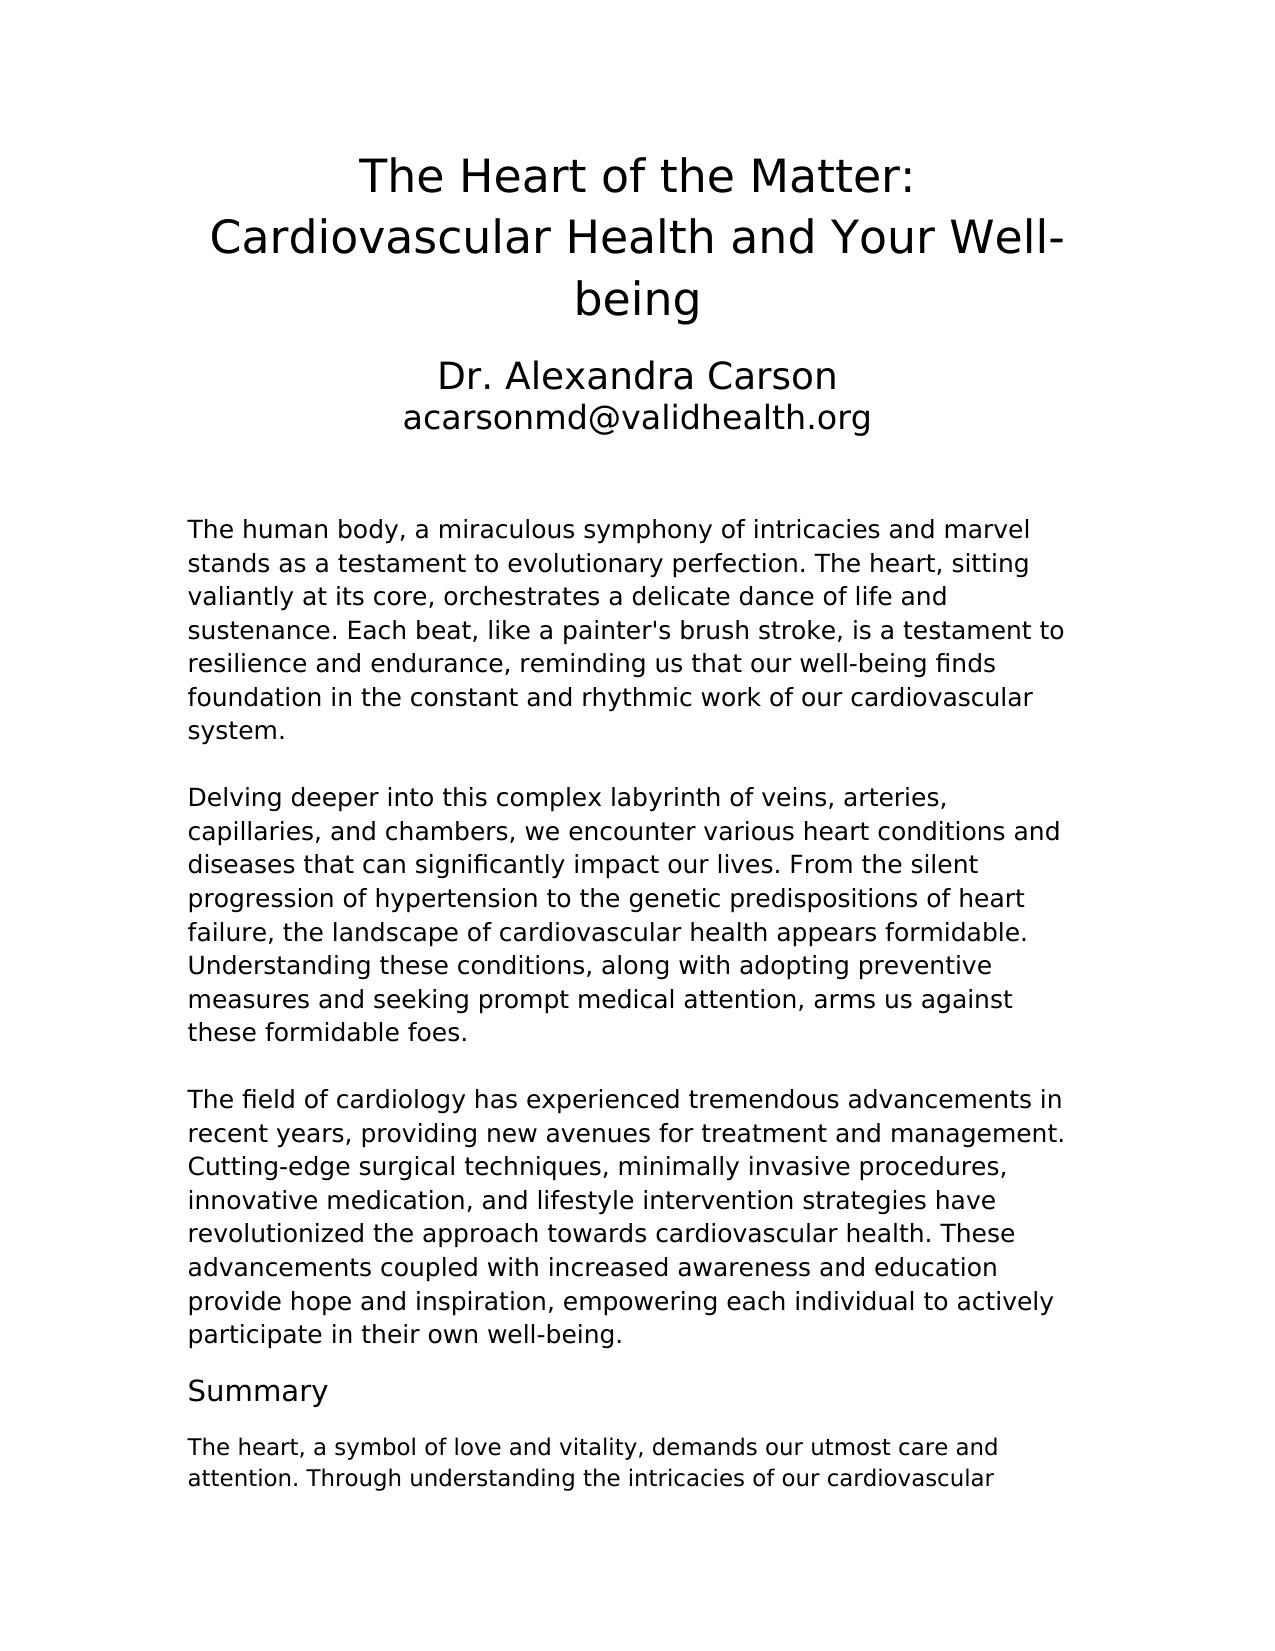 The Heart of the Matter:
Cardiovascular Health and Your Well-
being
Dr. Alexandra Carson
acarsonmd@validhealth.org
The human body, a miraculous symphony of intricacies and marvel
stands as a testament to evolutionary perfection. The heart, sitting
valiantly at its core, orchestrates a delicate dance of life and
sustenance. Each beat, like a painter's brush stroke, is a testament to
resilience and endurance, reminding us that our well-being finds
foundation in the constant and rhythmic work of our cardiovascular
system.
Delving deeper into this complex labyrinth of veins, arteries,
capillaries, and chambers, we encounter various heart conditions and
diseases that can significantly impact our lives. From the silent
progression of hypertension to the genetic predispositions of heart
failure, the landscape of cardiovascular health appears formidable.
Understanding these conditions, along with adopting preventive
measures and seeking prompt medical attention, arms us against
these formidable foes.
The field of cardiology has experienced tremendous advancements in
recent years, providing new avenues for treatment and management.
Cutting-edge surgical techniques, minimally invasive procedures,
innovative medication, and lifestyle intervention strategies have
revolutionized the approach towards cardiovascular health. These
advancements coupled with increased awareness and education
provide hope and inspiration, empowering each individual to actively
participate in their own well-being.
Summary
The heart, a symbol of love and vitality, demands our utmost care and
attention. Through understanding the intricacies of our cardiovascular